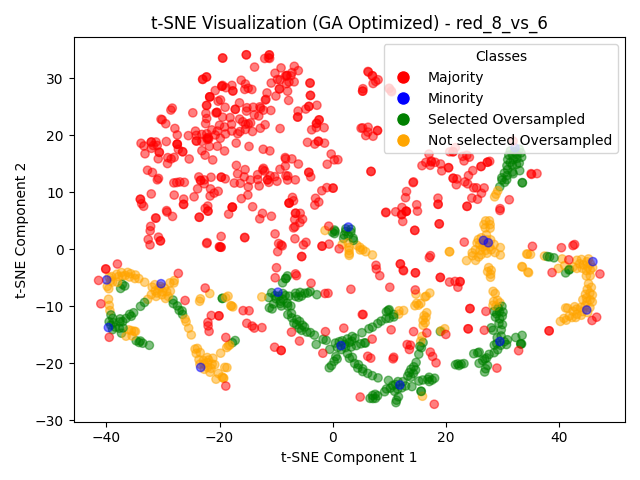 t-SNE Visualization (GA Optimized) - red_8_vs_6
Classes
Majority
Minority
Selected Oversampled
Not selected Oversampled
t-SNE Component 2
30
20
10
0
−10
−20
−30
−40
−20
0
20
40
t-SNE Component 1